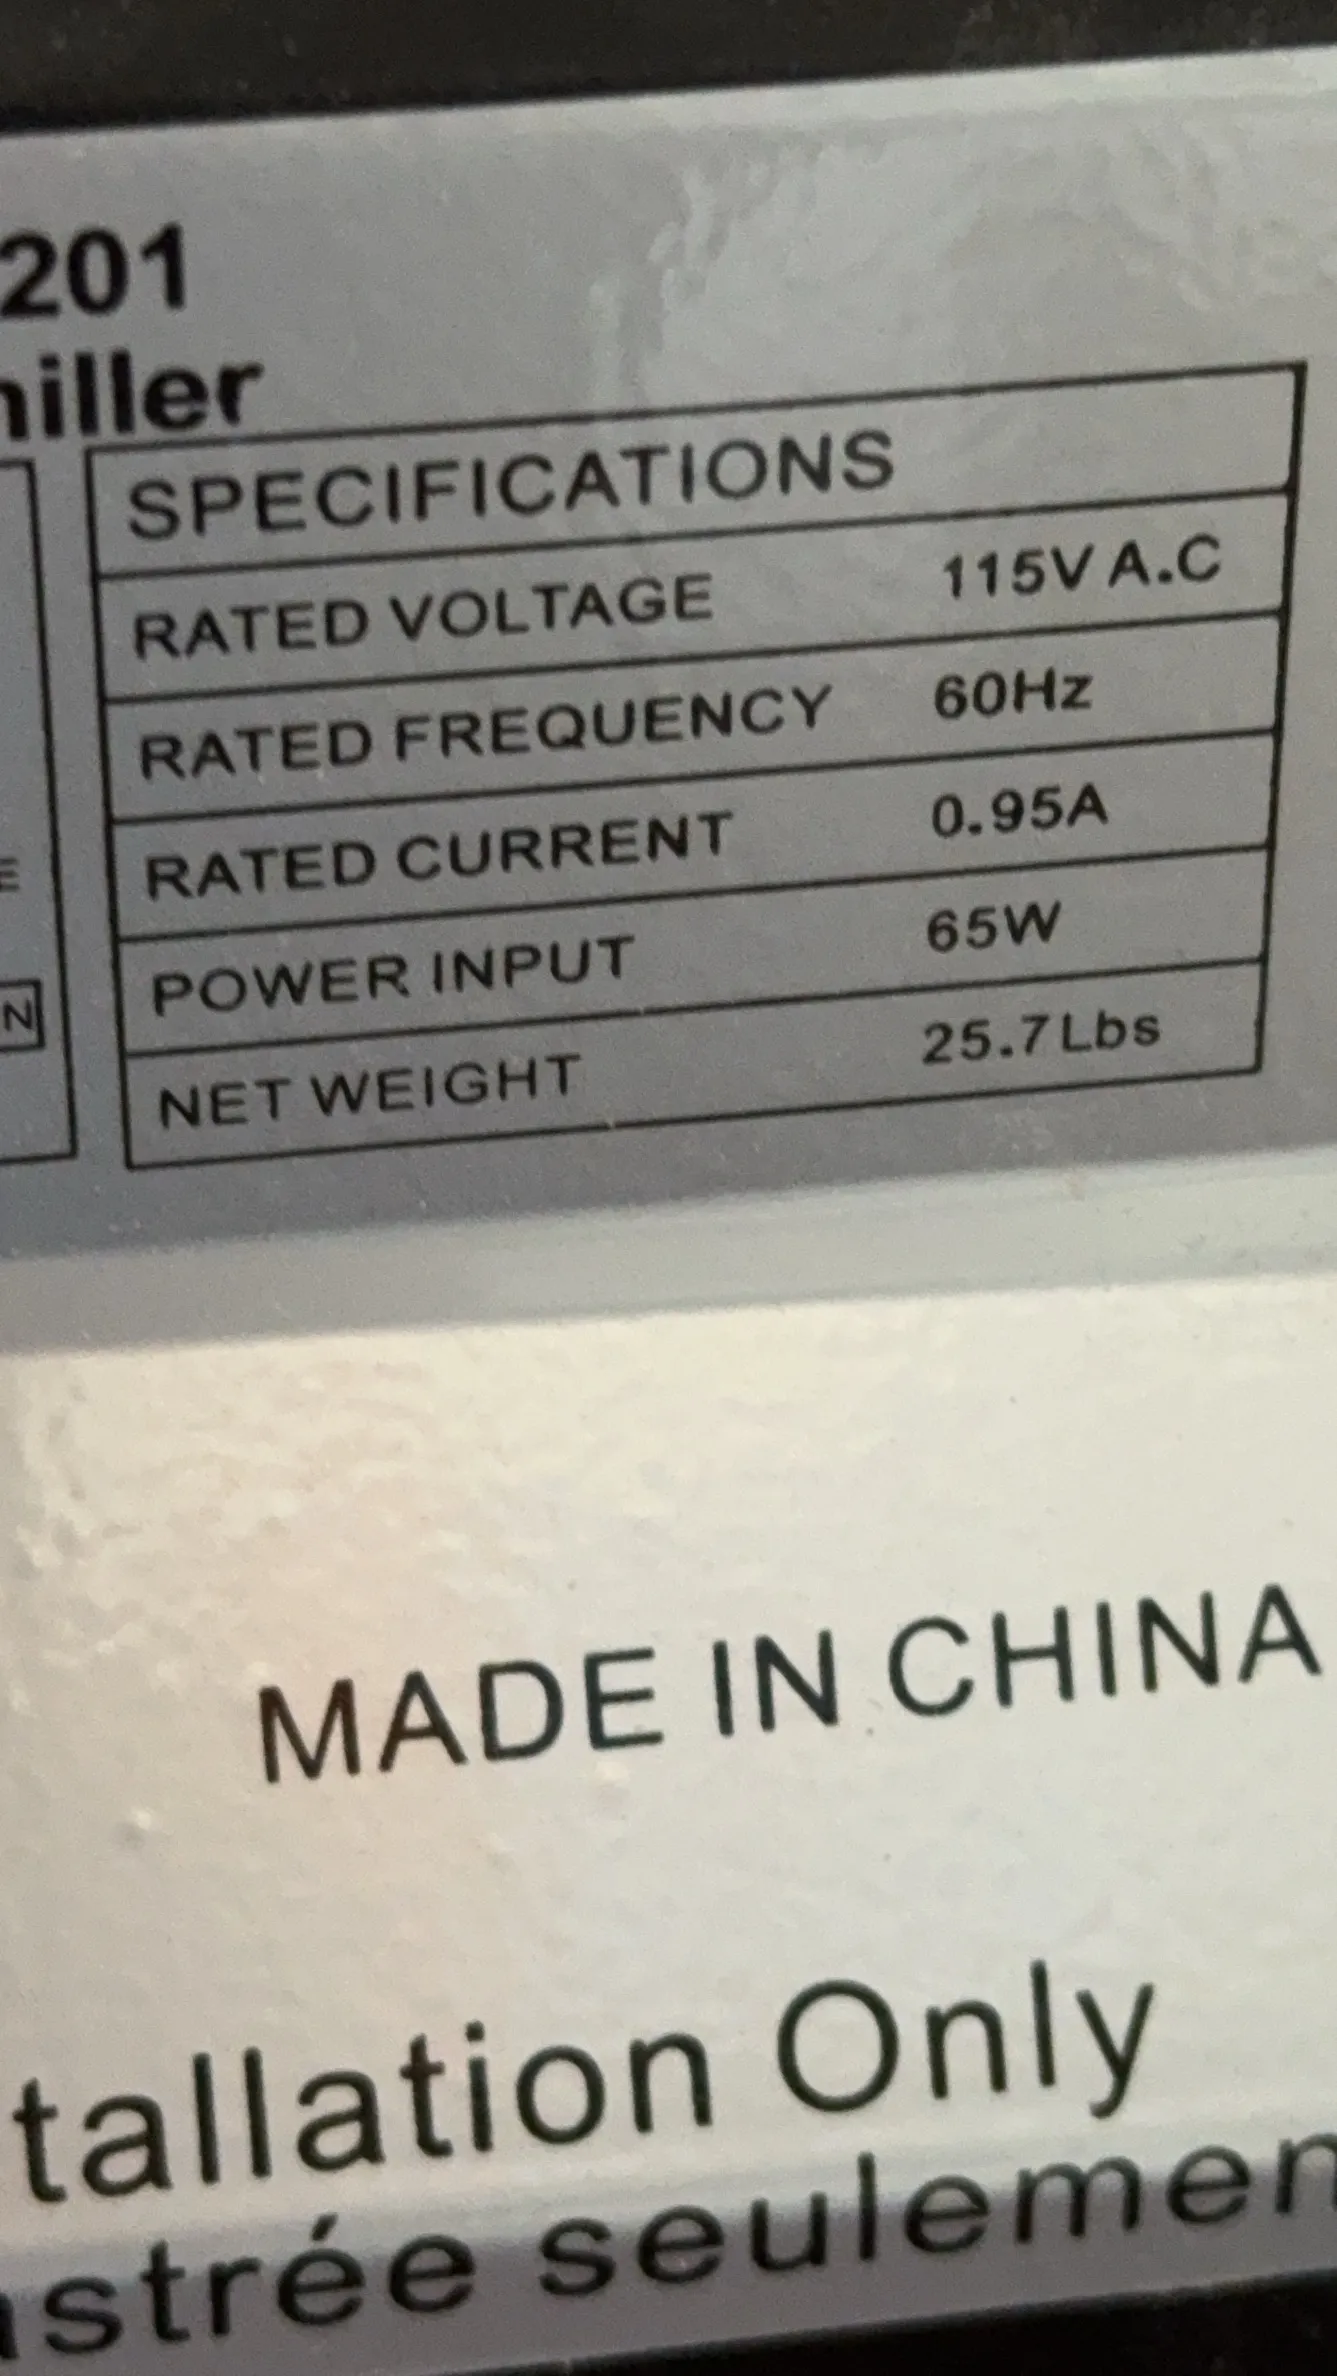 201
hiller
SPECIFICATIONS
RATED VOLTAGE 115V A.C
RATED FREQUENCY 60Hz
RATED CURRENT 0.95A
E
POWER INPUT 65W
N
NET WEIGHT 25.7Lbs
MADE IN CHINA
tallation Only
strée seulemen